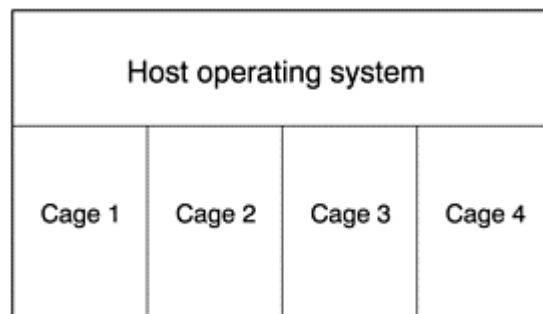 Host operating system
Cage 1
Cage 2
Cage 3
Cage 4